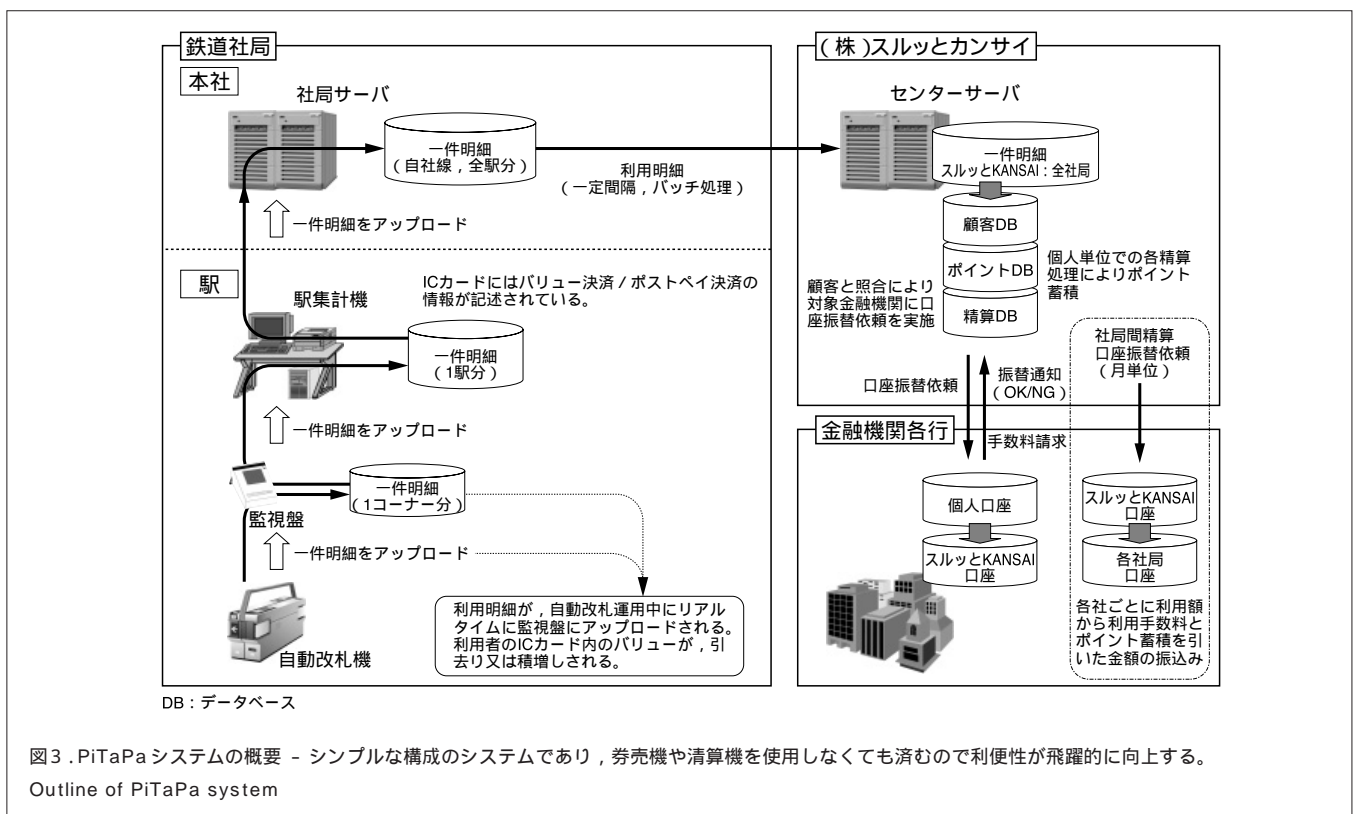 鉄道社局
本社
社局サーバ
一件明細
（自社線，全駅分）
利用明細
（一定間隔，バッチ処理）
一件明細をアップロード
駅
駅集計機
ICカードにはバリュー決済 / ポストペイ決済の
情報が記述されている。
一件明細
（1駅分）
一件明細をアップロード
監視盤
一件明細
（1コーナー分）
一件明細をアップロード
自動改札機
利用明細が，自動改札運用中にリアル
タイムに監視盤にアップロードされる。
利用者のICカード内のバリューが，引
去り又は積増しされる。
（株）スルッとカンサイ
センターサーバ
一件明細
スルッとKANSAI：全社局
顧客DB
ポイントDB
精算DB
個人単位での各精算
処理によりポイント
蓄積
顧客と照合により
対象金融機関に口
座振替依頼を実施
社局間精算
口座振替依頼
（月単位）
口座振替依頼
振替通知
（OK/NG）
金融機関各行
手数料請求
個人口座
スルッとKANSAI
口座
スルッとKANSAI
口座
各社局
口座
各社ごとに利用額
から利用手数料と
ポイント蓄積を引
いた金額の振込み
DB：データベース
図3．PiTaPaシステムの概要 － シンプルな構成のシステムであり，券売機や清算機を使用しなくても済むので利便性が飛躍的に向上する。
Outline of PiTaPa system